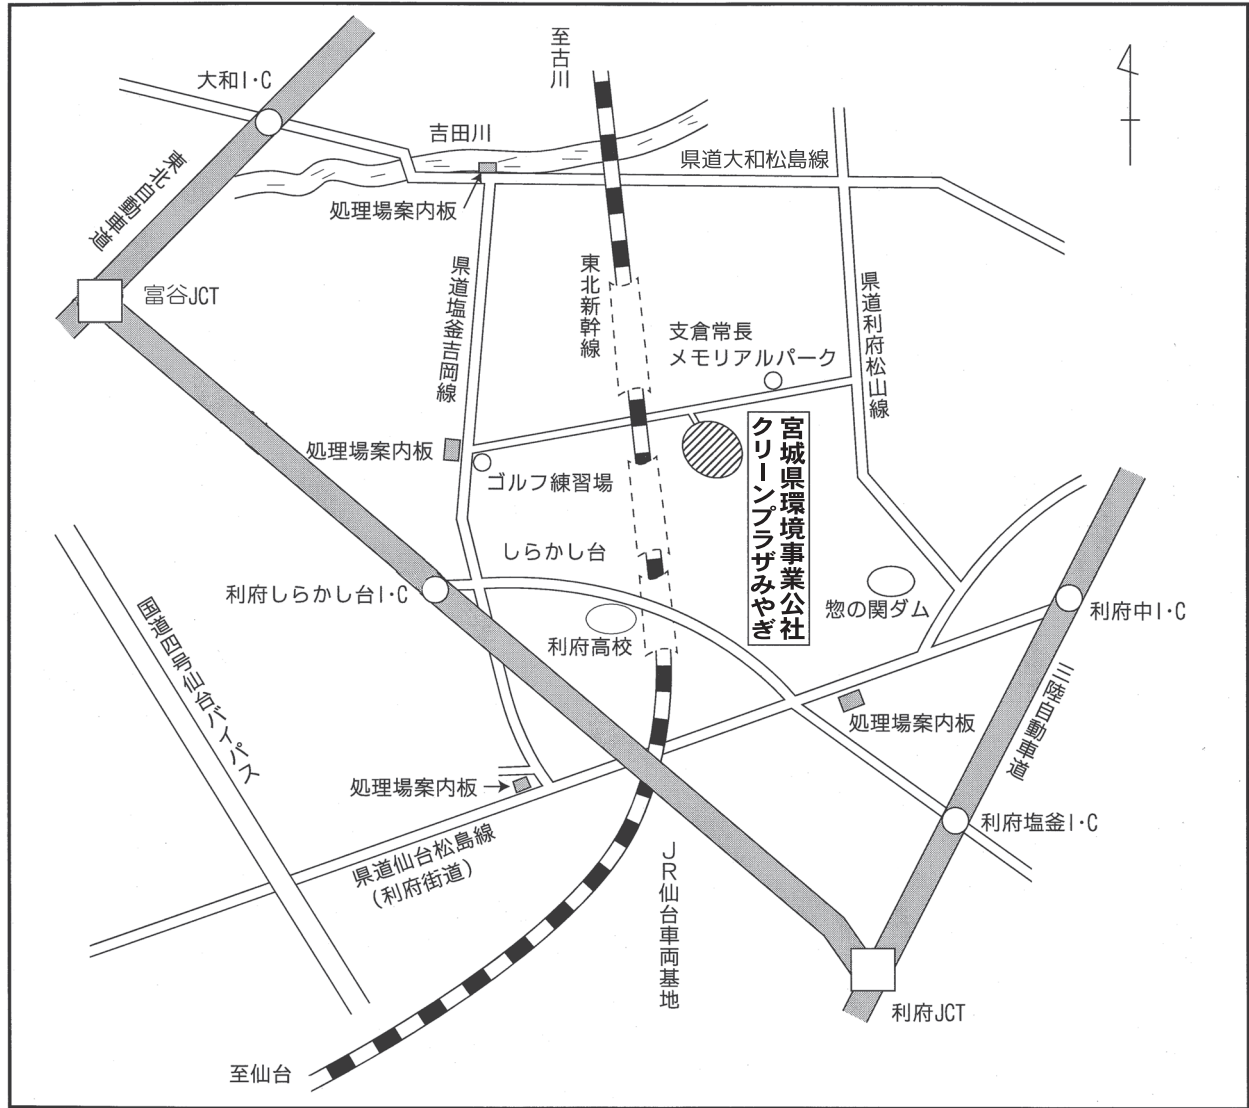 至古川
大和I・C
吉田川
県道大和松島線
東北自動車道
処理場案内板
富谷JCT
県道塩釜吉岡線
東北新幹線
県道利府松山線
支倉常長
メモリアルパーク
宮城県環境事業公社
クリーンプラザみやぎ
処理場案内板
ゴルフ練習場
しらかし台
利府しらかし台I・C
惣の関ダム
利府中I・C
利府高校
国道四号仙台バイパス
三陸自動車道
処理場案内板
処理場案内板
利府塩釜I・C
県道仙台松島線
(利府街道)
JR仙台車両基地
利府JCT
至仙台